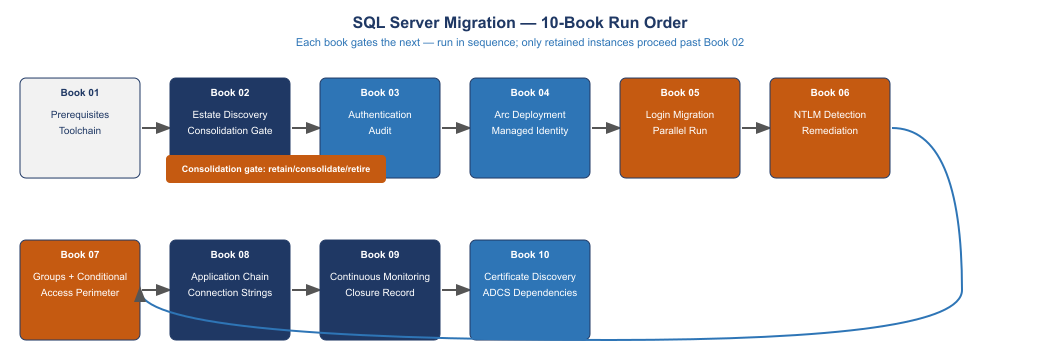 SQL Server Migration — 10-Book Run Order
Each book gates the next — run in sequence; only retained instances proceed past Book 02
Book 01
Prerequisites
Toolchain
Book 02
Estate Discovery
Consolidation Gate
Book 03
Authentication
Audit
Book 04
Arc Deployment
Managed Identity
Book 05
Login Migration
Parallel Run
Book 06
NTLM Detection
Remediation
Consolidation gate: retain/consolidate/retire
Book 07
Groups + Conditional
Access Perimeter
Book 08
Application Chain
Connection Strings
Book 09
Continuous Monitoring
Closure Record
Book 10
Certificate Discovery
ADCS Dependencies